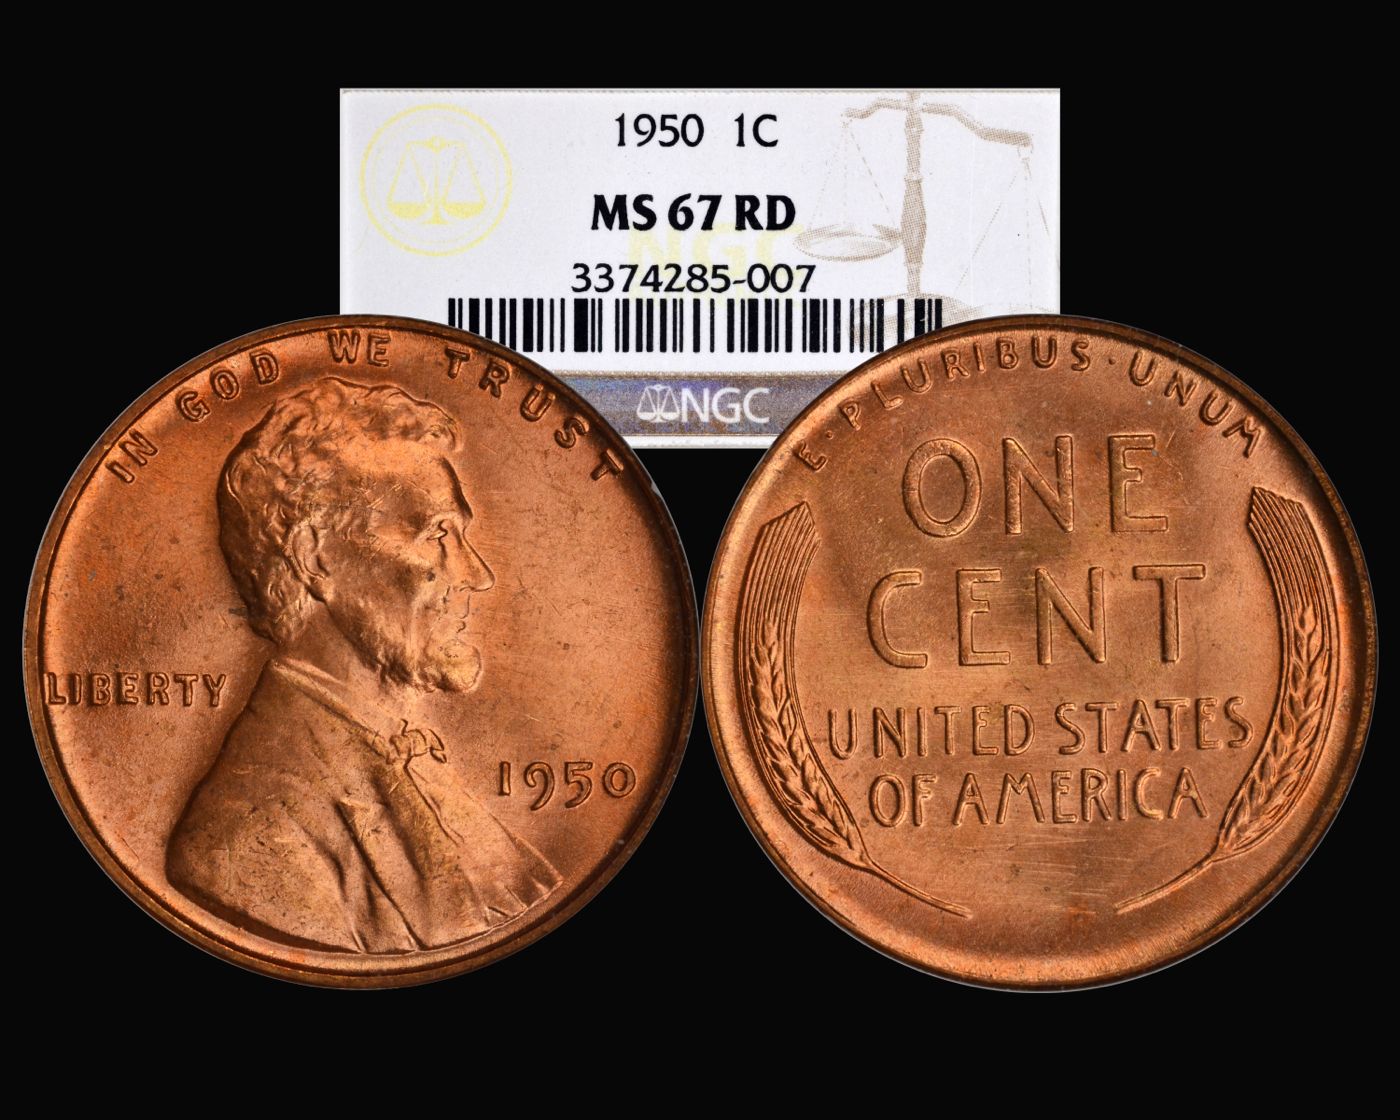 1950 1C
MS 67 RD
NGC
3374285-007
NGC
IN GOD WE TRUST
LIBERTY
1950
E·PLURIBUS·UNUM
ONE
CENT
UNITED STATES
OF AMERICA